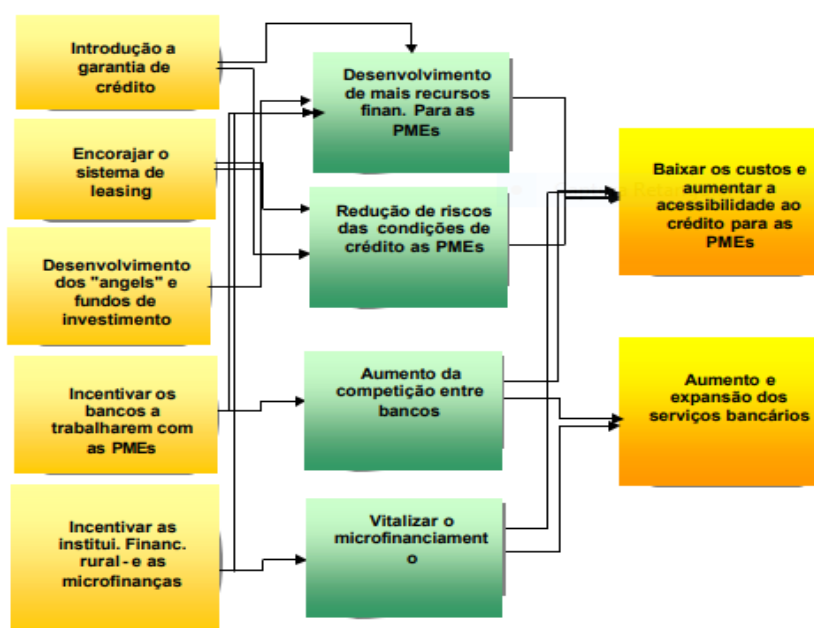 Introdução a
garantia de
crédito
Encorajar o
sistema de
leasing
Desenvolvimento
dos "angels" e
fundos de
investimento
Incentivar os
bancos a
trabalharem com
as PMEs
Incentivar as
institui. Financ.
rural - e as
microfinanças
Desenvolvimento
de mais recursos
finan. Para as
PMEs
Redução de riscos
das condições de
crédito as PMEs
Aumento da
competição entre
bancos
Vitalizar o
microfinanciament
o
Baixar os custos e
aumentar a
acessibilidade ao
crédito para as
PMEs
Aumento e
expansão dos
serviços bancários